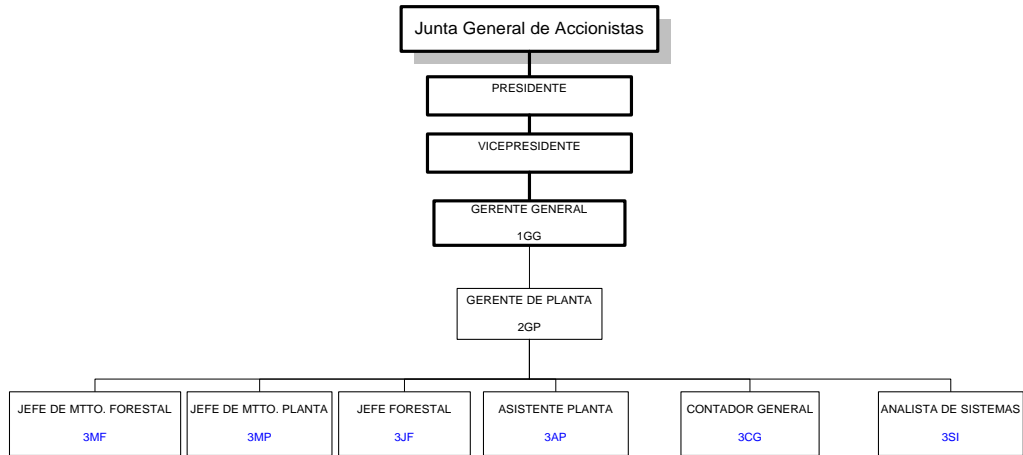 Junta General de Accionistas
PRESIDENTE
VICEPRESIDENTE
GERENTE GENERAL
1GG
GERENTE DE PLANTA
2GP
JEFE DE MTTO. FORESTAL
3MF
JEFE DE MTTO. PLANTA
3MP
JEFE FORESTAL
3JF
ASISTENTE PLANTA
3AP
CONTADOR GENERAL
3CG
ANALISTA DE SISTEMAS
3SI